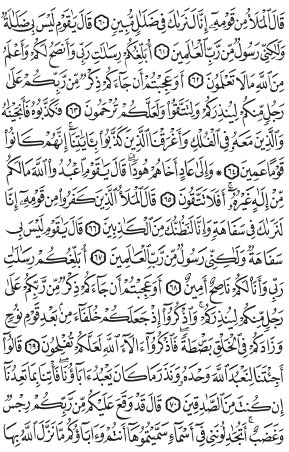 قَالَ ٱلْمَلَأُ مِن قَوْمِهِۦٓ إِنَّا لَنَرَىٰكَ فِى ضَلَٰلٍ مُّبِينٍ ٦٠ قَالَ يَٰقَوْمِ لَيْسَ بِى ضَلَٰلَةٌ
وَلَٰكِنِّى رَسُولٌ مِّن رَّبِّ ٱلْعَٰلَمِينَ ٦١ أُبَلِّغُكُمْ رِسَٰلَٰتِ رَبِّى وَأَنصَحُ لَكُمْ وَأَعْلَمُ
مِنَ ٱللَّهِ مَا لَا تَعْلَمُونَ ٦٢ أَوَعَجِبْتُمْ أَن جَآءَكُمْ ذِكْرٌ مِّن رَّبِّكُمْ عَلَىٰ
رَجُلٍ مِّنكُمْ لِيُنذِرَكُمْ وَلِتَتَّقُوا۟ وَلَعَلَّكُمْ تُرْحَمُونَ ٦٣ فَكَذَّبُوهُ فَأَنجَيْنَٰهُ
وَٱلَّذِينَ مَعَهُۥ فِى ٱلْفُلْكِ وَأَغْرَقْنَا ٱلَّذِينَ كَذَّبُوا۟ بِـَٔايَٰتِنَآ ۚ إِنَّهُمْ كَانُوا۟
قَوْمًا عَمِينَ ٦٤ ۞ وَإِلَىٰ عَادٍ أَخَاهُمْ هُودًا ۗ قَالَ يَٰقَوْمِ ٱعْبُدُوا۟ ٱللَّهَ مَا لَكُم
مِّنْ إِلَٰهٍ غَيْرُهُۥٓ ۚ أَفَلَا تَتَّقُونَ ٦٥ قَالَ ٱلْمَلَأُ ٱلَّذِينَ كَفَرُوا۟ مِن قَوْمِهِۦٓ إِنَّا
لَنَرَىٰكَ فِى سَفَاهَةٍ وَإِنَّا لَنَظُنُّكَ مِنَ ٱلْكَٰذِبِينَ ٦٦ قَالَ يَٰقَوْمِ لَيْسَ بِى
سَفَاهَةٌ وَلَٰكِنِّى رَسُولٌ مِّن رَّبِّ ٱلْعَٰلَمِينَ ٦٧ أُبَلِّغُكُمْ رِسَٰلَٰتِ
رَبِّى وَأَنَا۠ لَكُمْ نَاصِحٌ أَمِينٌ ٦٨ أَوَعَجِبْتُمْ أَن جَآءَكُمْ ذِكْرٌ مِّن رَّبِّكُمْ عَلَىٰ
رَجُلٍ مِّنكُمْ لِيُنذِرَكُمْ ۚ وَٱذْكُرُوٓا۟ إِذْ جَعَلَكُمْ خُلَفَآءَ مِنۢ بَعْدِ قَوْمِ نُوحٍ
وَزَادَكُمْ فِى ٱلْخَلْقِ بَصْۜطَةً ۖ فَٱذْكُرُوٓا۟ ءَالَآءَ ٱللَّهِ لَعَلَّكُمْ تُفْلِحُونَ ٦٩ قَالُوٓا۟
أَجِئْتَنَا لِنَعْبُدَ ٱللَّهَ وَحْدَهُۥ وَنَذَرَ مَا كَانَ يَعْبُدُ ءَابَآؤُنَا ۖ فَأْتِنَا بِمَا تَعِدُنَآ
إِن كُنتَ مِنَ ٱلصَّٰدِقِينَ ٧٠ قَالَ قَدْ وَقَعَ عَلَيْكُم مِّن رَّبِّكُمْ رِجْسٌ
وَغَضَبٌ ۖ أَتُجَٰدِلُونَنِى فِىٓ أَسْمَآءٍ سَمَّيْتُمُوهَآ أَنتُمْ وَءَابَآؤُكُم مَّا نَزَّلَ ٱللَّهُ بِهَا